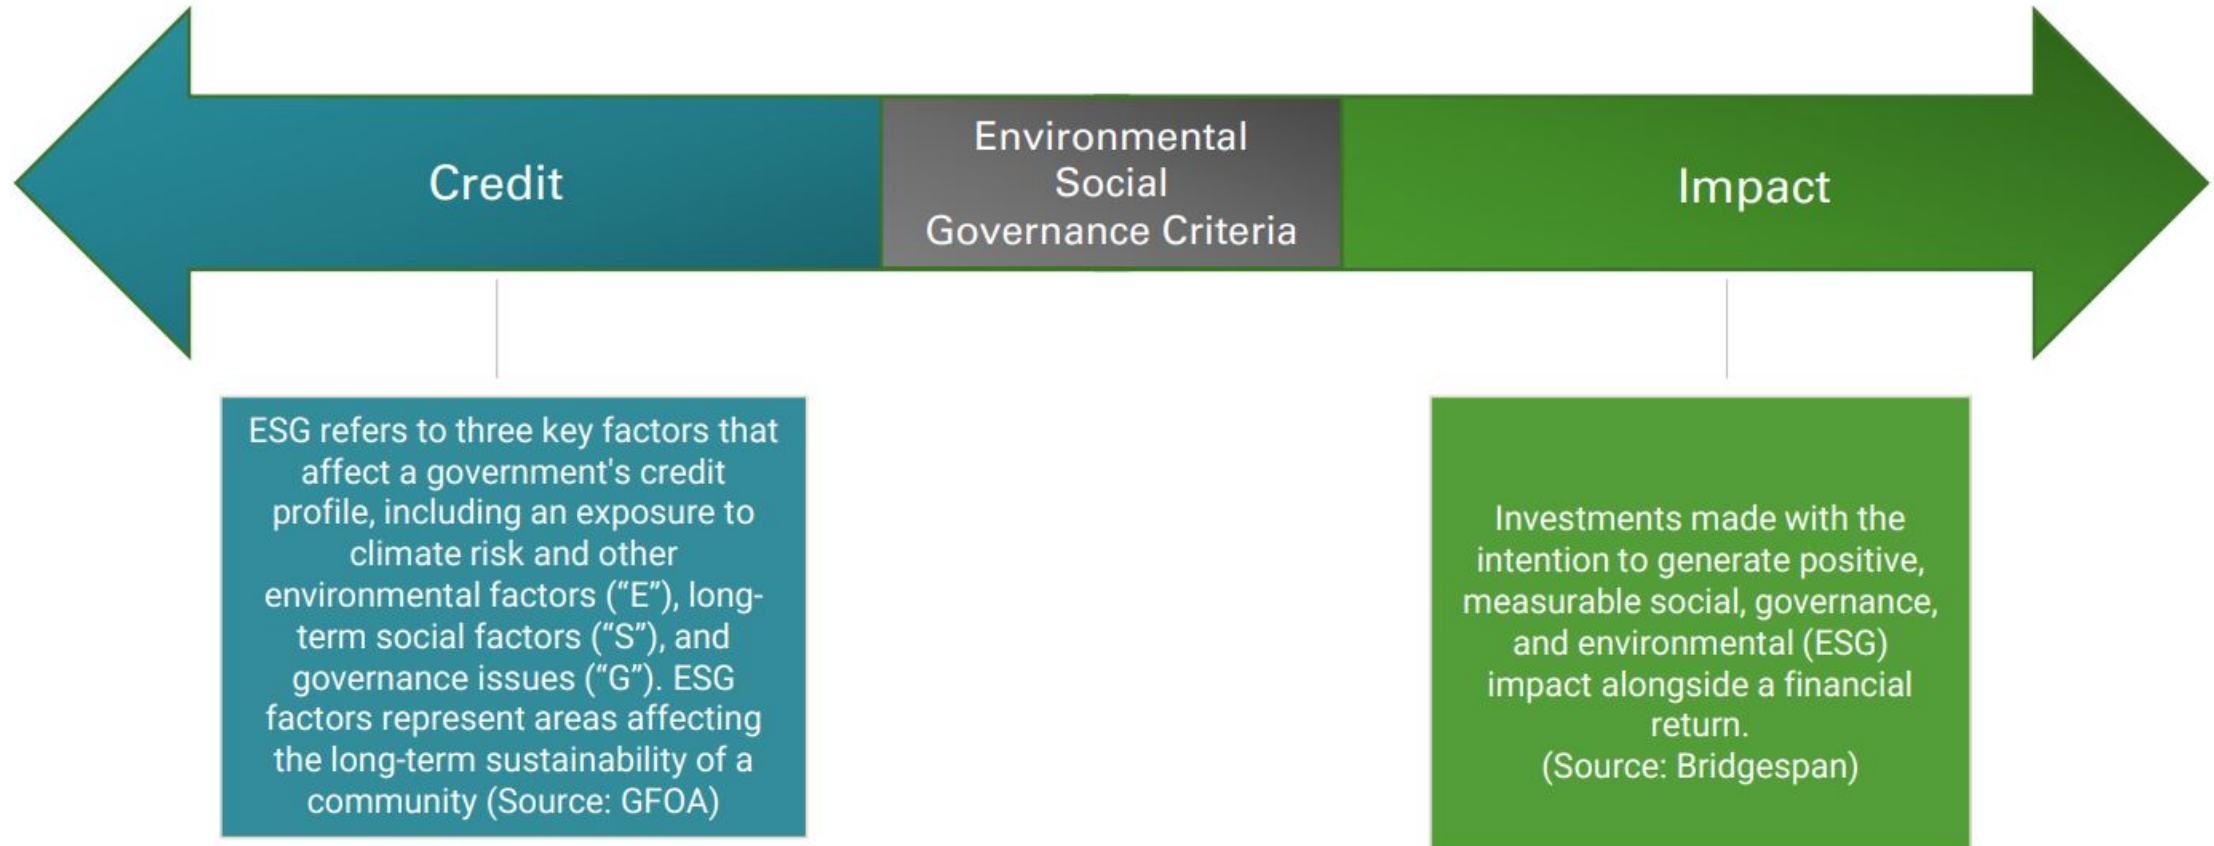 Credit
Environmental
Social
Governance Criteria
Impact
ESG refers to three key factors that
affect a government's credit
profile, including an exposure to
climate risk and other
environmental factors (“E”), long-
term social factors (“S”), and
governance issues (“G”). ESG
factors represent areas affecting
the long-term sustainability of a
community (Source: GFOA)
Investments made with the
intention to generate positive,
measurable social, governance,
and environmental (ESG)
impact alongside a financial
return.
(Source: Bridgespan)